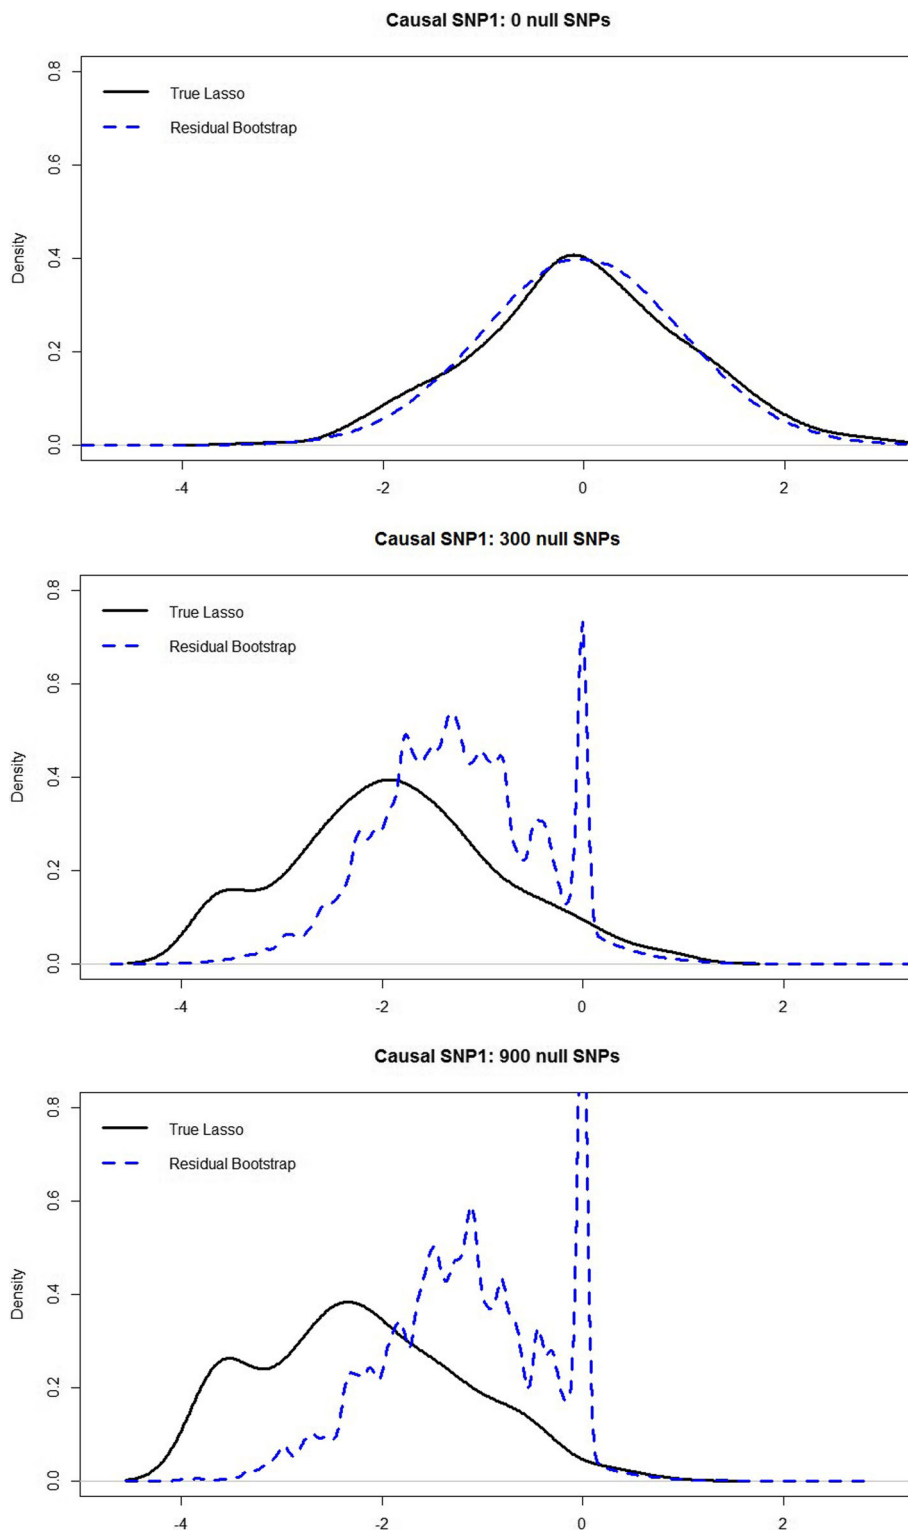 Causal SNP1: 0 null SNPs
True Lasso
Residual Bootstrap
Density
0.0 0.2 0.4 0.6 0.8
-4 -2 0 2
Causal SNP1: 300 null SNPs
True Lasso
Residual Bootstrap
Density
0.0 0.2 0.4 0.6 0.8
-4 -2 0 2
Causal SNP1: 900 null SNPs
True Lasso
Residual Bootstrap
Density
0.0 0.2 0.4 0.6 0.8
-4 -2 0 2